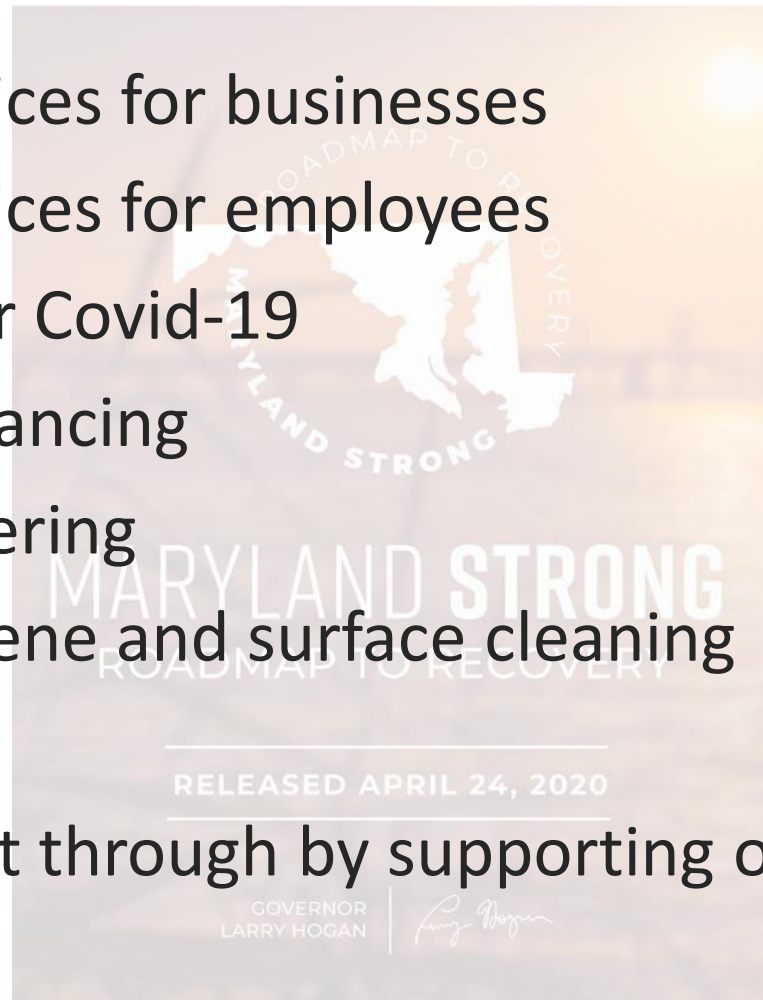 ces for businesses
ROADMAP TO RECOVERY
ces for employees
r Covid-19
MARYLAND STRONG
ancing
ering
MARYLAND STRONG
ene and surface cleaning
ROADMAP TO RECOVERY
RELEASED APRIL 24, 2020
t through by supporting o
GOVERNOR
LARRY HOGAN